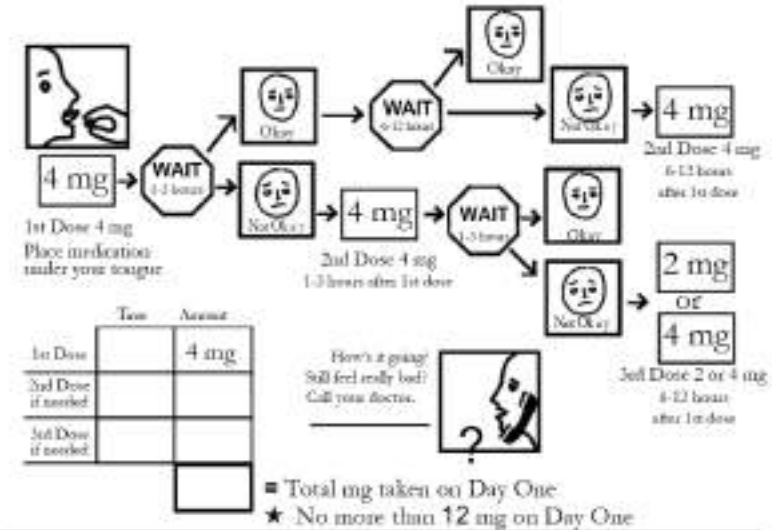 4 mg
1st Dose 4 mg
Place medication
under your tongue
WAIT
1-3 hours
Okay
WAIT
6-12 hours
Okay
Not Okay
4 mg
2nd Dose 4 mg
6-12 hours
after 1st dose
Not Okay
4 mg
2nd Dose 4 mg
1-3 hours after 1st dose
WAIT
1-3 hours
Okay
Not Okay
2 mg
or
4 mg
3rd Dose 2 or 4 mg
hours
after 1st dose
Time Amount
1st Dose 4 mg
2nd Dose
if needed
3rd Dose
if needed
How's it going?
Still feel really bad?
Call your doctor.
?
= Total mg taken on Day One
★ No more than 12 mg on Day One